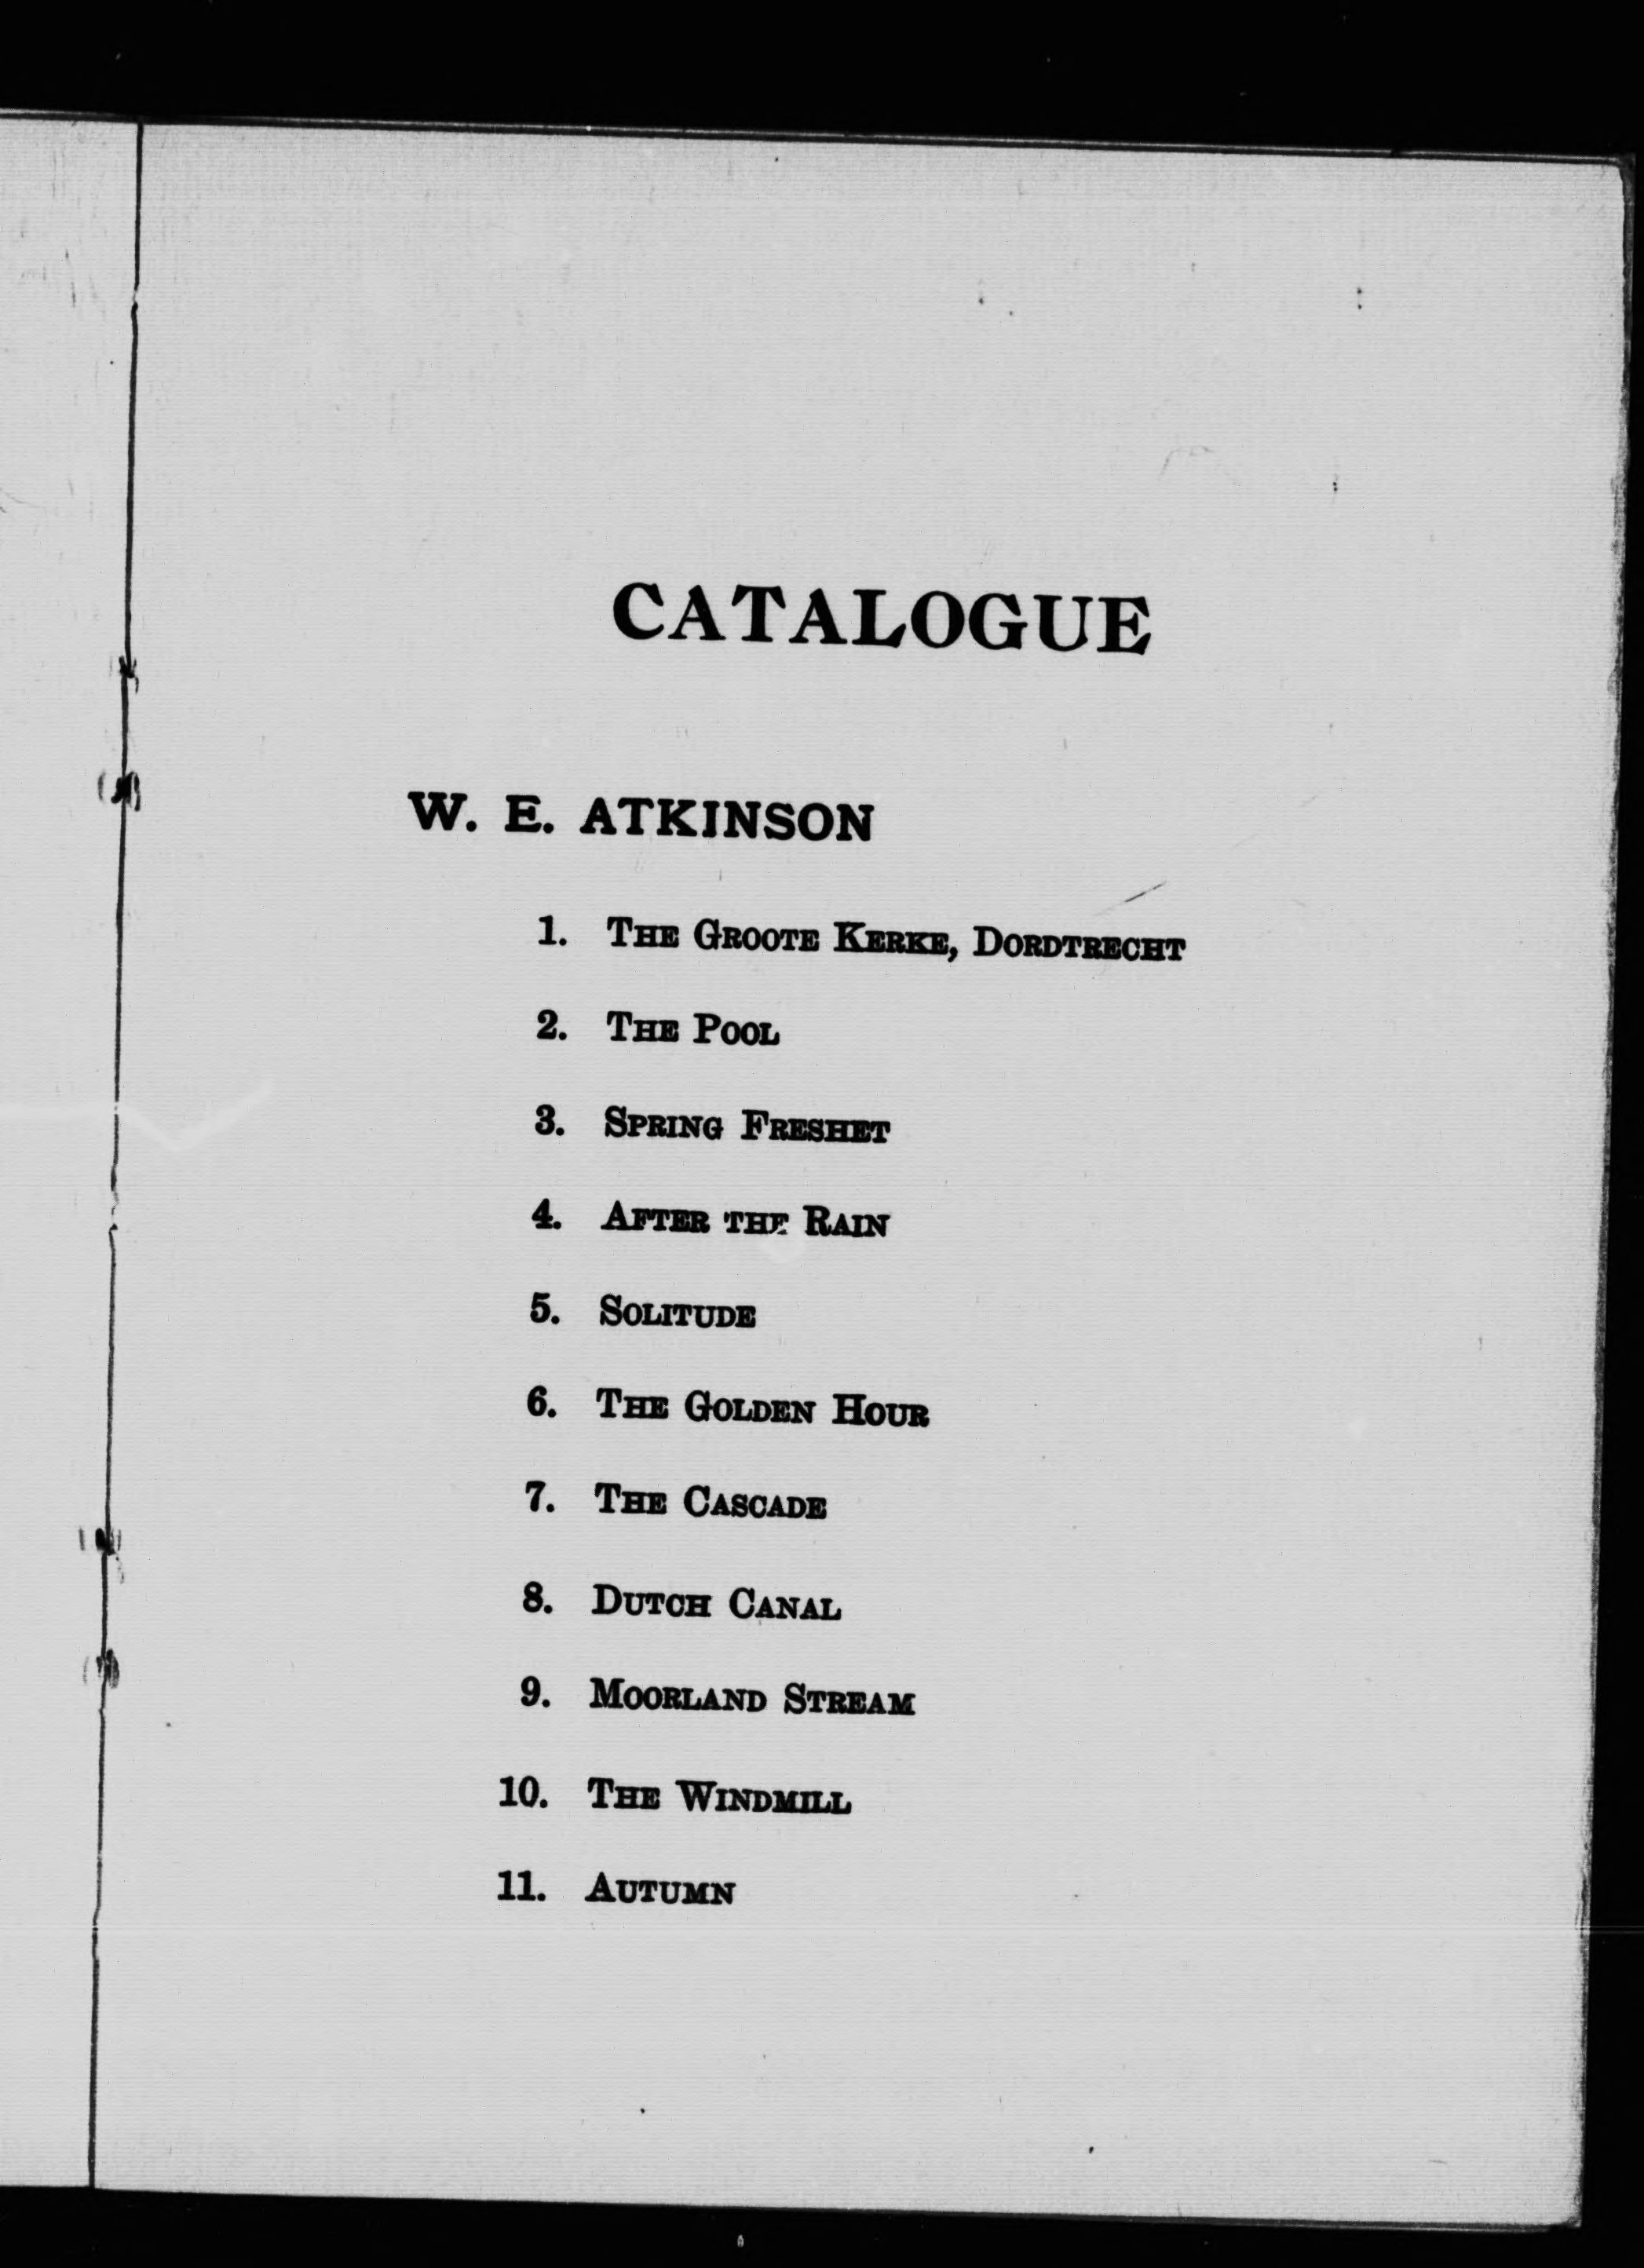 CATALOGUE
W. E. ATKINSON
1. The Groote Kerke, Dordtrecht
2. The Pool
3. Spring Freshet
4. After the Rain
5. Solitude
6. The Golden Hour
7. The Cascade
8. Dutch Canal
9. Moorland Stream
10. The Windmill
11. Autumn